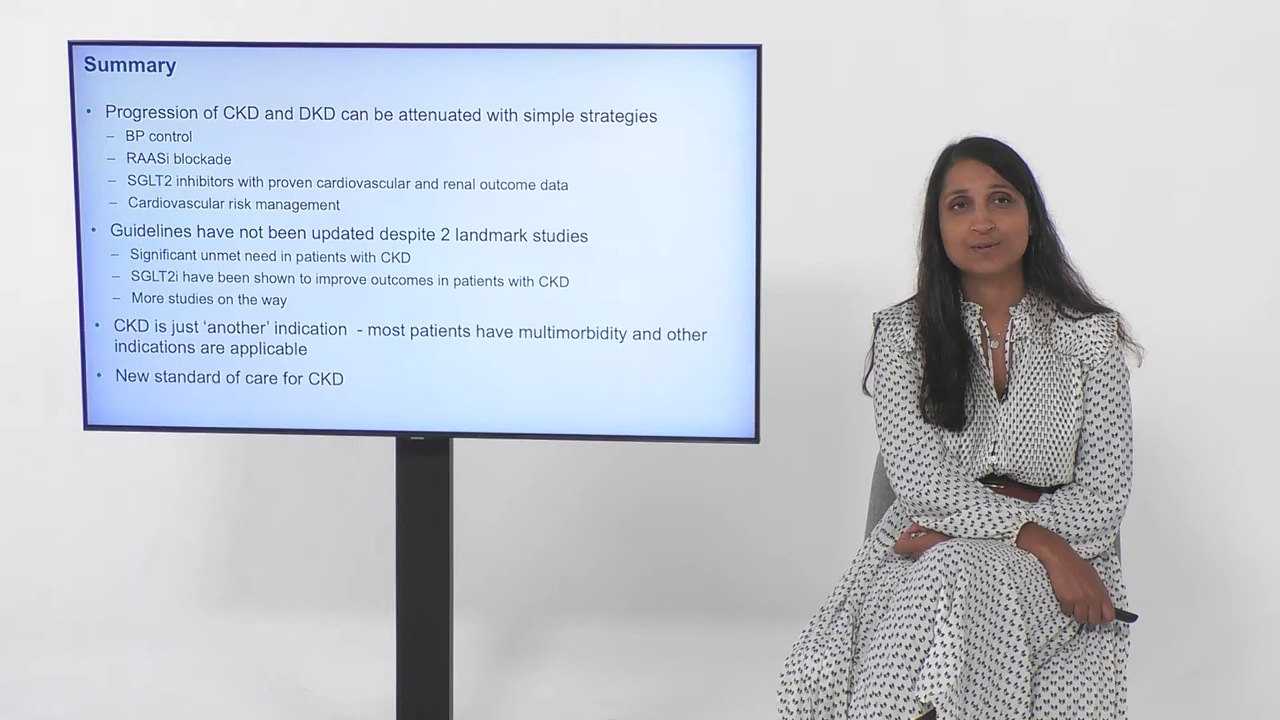 Summary
• Progression of CKD and DKD can be attenuated with simple strategies
– BP control
– RAASi blockade
– SGLT2 inhibitors with proven cardiovascular and renal outcome data
– Cardiovascular risk management
• Guidelines have not been updated despite 2 landmark studies
– Significant unmet need in patients with CKD
– SGLT2i have been shown to improve outcomes in patients with CKD
– More studies on the way
• CKD is just ‘another’ indication - most patients have multimorbidity and other
indications are applicable
• New standard of care for CKD